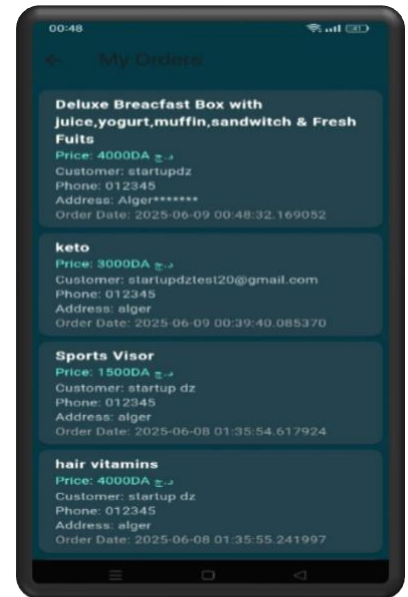 00:48
My Orders
Deluxe Breacfast Box with
juice,yogurt,muffin,sandwitch & Fresh
Fuits
Price: 4000DA د.ج
Customer: startupdz
Phone: 012345
Address: Alger*******
Order Date: 2025-06-09 00:48:32.169052
keto
Price: 3000DA د.ج
Customer: startupdztest20@gmail.com
Phone: 012345
Address: alger
Order Date: 2025-06-09 00:39:40.085370
Sports Visor
Price: 1500DA د.ج
Customer: startup dz
Phone: 012345
Address: alger
Order Date: 2025-06-08 01:35:54.617924
hair vitamins
Price: 4000DA د.ج
Customer: startup dz
Phone: 012345
Address: alger
Order Date: 2025-06-08 01:35:55.241997